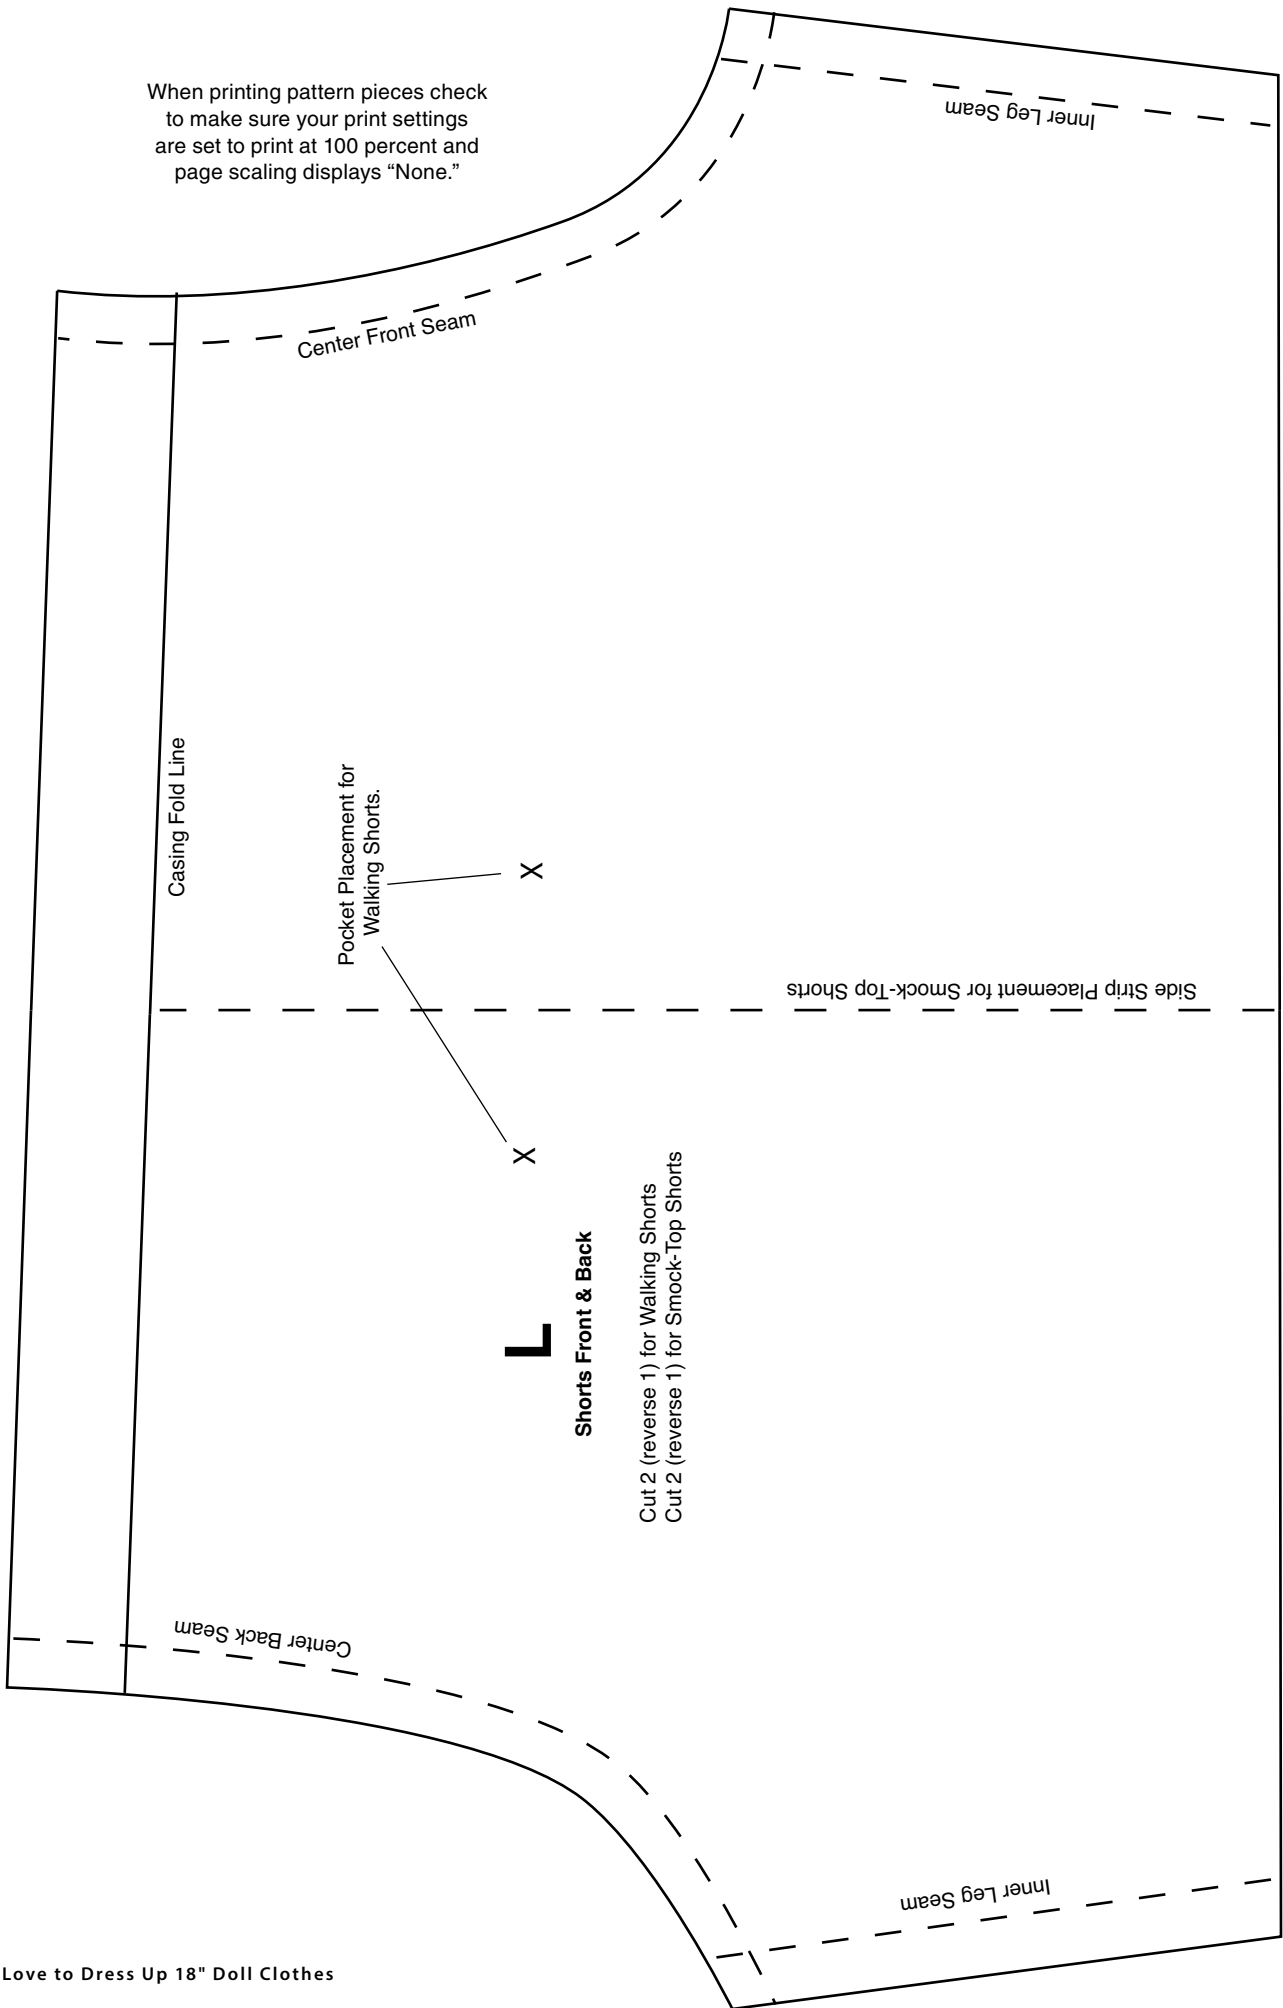 When printing pattern pieces check
to make sure your print settings
are set to print at 100 percent and
page scaling displays “None.”
Inner Leg Seam
Center Front Seam
Casing Fold Line
Pocket Placement for
Walking Shorts.
X
Side Strip Placement for Smock-Top Shorts
X
L
Shorts Front & Back
Cut 2 (reverse 1) for Walking Shorts
Cut 2 (reverse 1) for Smock-Top Shorts
Center Back Seam
Inner Leg Seam
Love to Dress Up 18" Doll Clothes